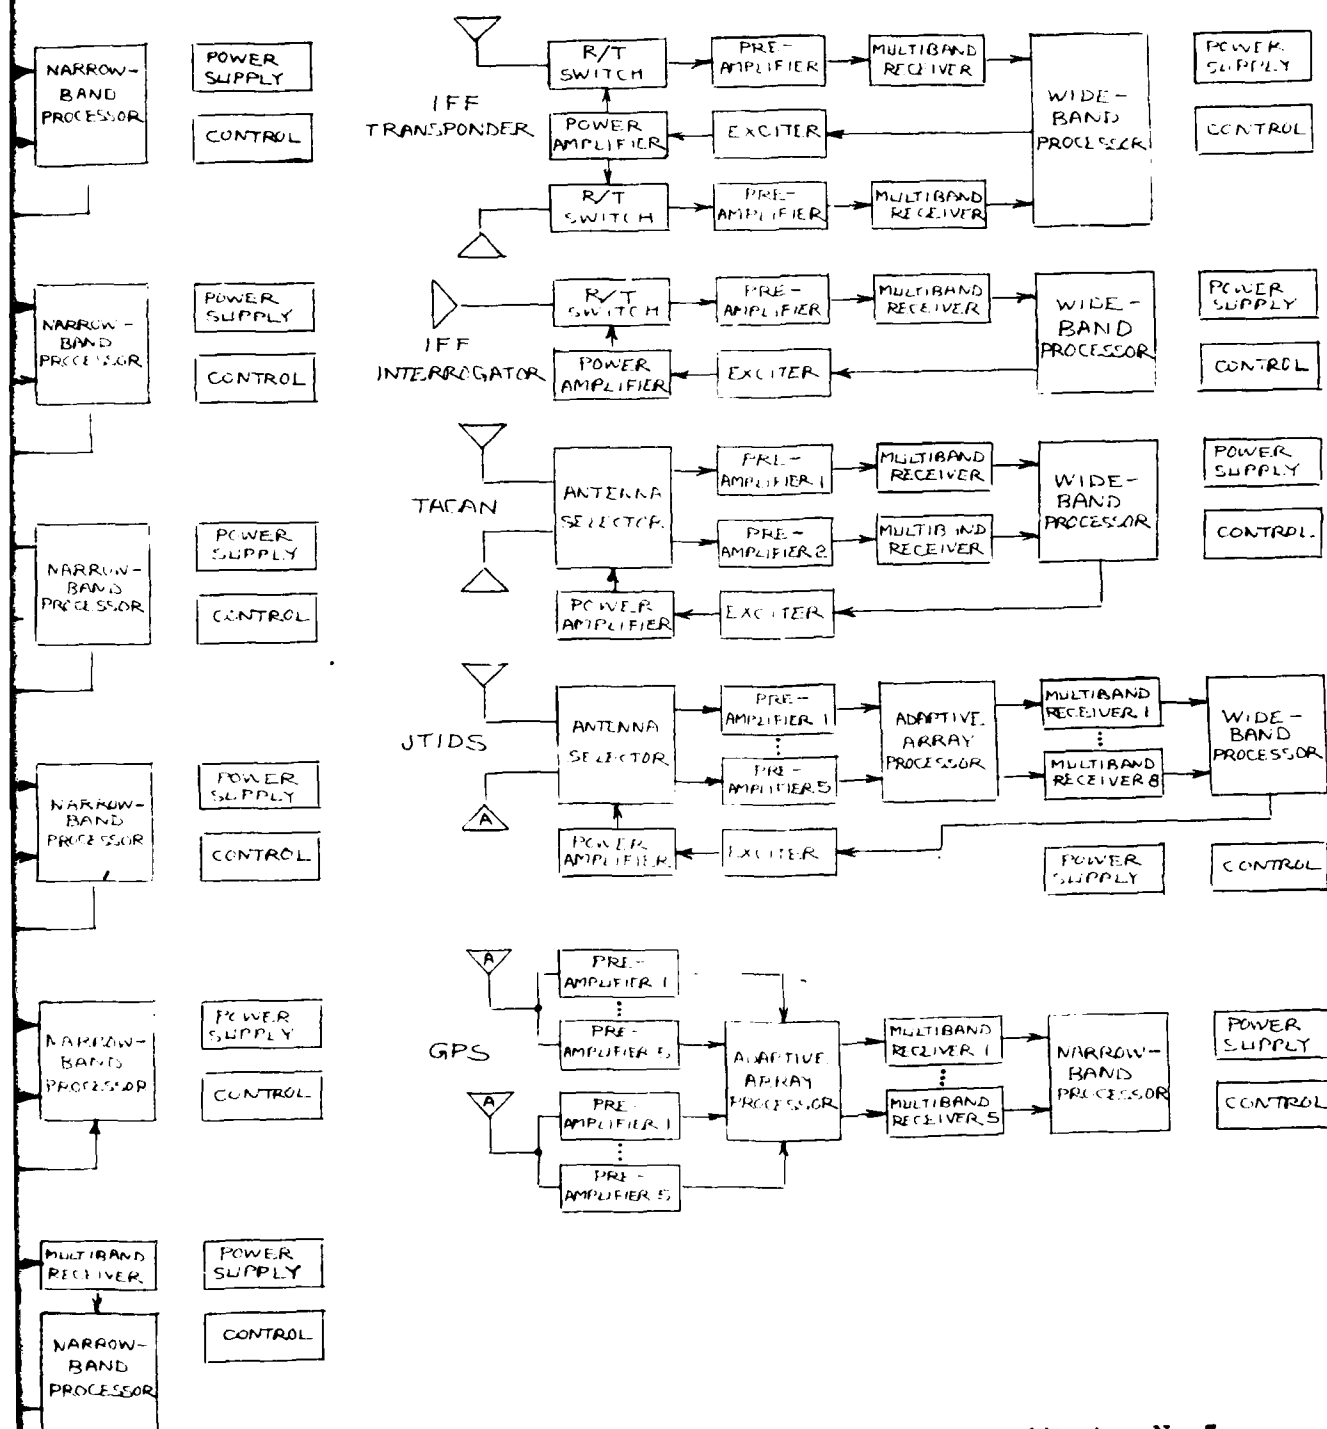 NARROW-
BAND
PROCESSOR
POWER
SUPPLY
CONTROL
NARROW-
BAND
PROCESSOR
POWER
SUPPLY
CONTROL
NARROW-
BAND
PROCESSOR
POWER
SUPPLY
CONTROL
NARROW-
BAND
PROCESSOR
POWER
SUPPLY
CONTROL
NARROW-
BAND
PROCESSOR
POWER
SUPPLY
CONTROL
MULTIBAND
RECEIVER
POWER
SUPPLY
NARROW-
BAND
PROCESSOR
CONTROL
IFF
TRANSPONDER
R/T
SWITCH
PRE-
AMPLIFIER
MULTIBAND
RECEIVER
POWER
AMPLIFIER
EXCITER
R/T
SWITCH
PRE-
AMPLIFIER
MULTIBAND
RECEIVER
WIDE-
BAND
PROCESSOR
POWER
SUPPLY
CONTROL
IFF
INTERROGATOR
R/T
SWITCH
PRE-
AMPLIFIER
MULTIBAND
RECEIVER
POWER
AMPLIFIER
EXCITER
WIDE-
BAND
PROCESSOR
POWER
SUPPLY
CONTROL
TACAN
ANTENNA
SELECTOR
PRE-
AMPLIFIER 1
MULTIBAND
RECEIVER
PRE-
AMPLIFIER 2
MULTIBAND
RECEIVER
POWER
AMPLIFIER
EXCITER
WIDE-
BAND
PROCESSOR
POWER
SUPPLY
CONTROL
JTIDS
A
ANTENNA
SELECTOR
PRE-
AMPLIFIER 1
PRE-
AMPLIFIER 5
ADAPTIVE
ARRAY
PROCESSOR
MULTIBAND
RECEIVER 1
MULTIBAND
RECEIVER 8
WIDE-
BAND
PROCESSOR
POWER
AMPLIFIER
EXCITER
POWER
SUPPLY
CONTROL
GPS
A
A
PRE-
AMPLIFIER 1
PRE-
AMPLIFIER 5
PRE-
AMPLIFIER 1
PRE-
AMPLIFIER 5
ADAPTIVE
ARRAY
PROCESSOR
MULTIBAND
RECEIVER 1
MULTIBAND
RECEIVER 5
NARROW-
BAND
PROCESSOR
POWER
SUPPLY
CONTROL